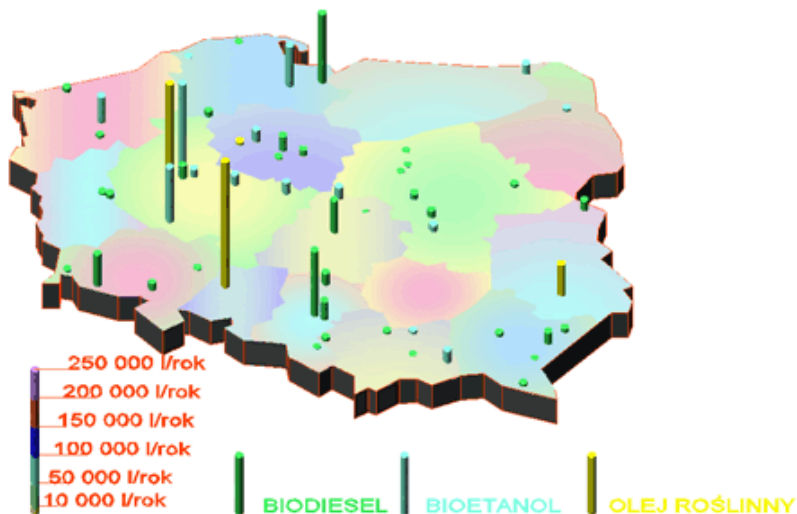 250 000 l/rok
200 000 l/rok
150 000 l/rok
100 000 l/rok
50 000 l/rok
10 000 l/rok
BIODIESEL BIOETANOL OLEJ ROŚLINNY